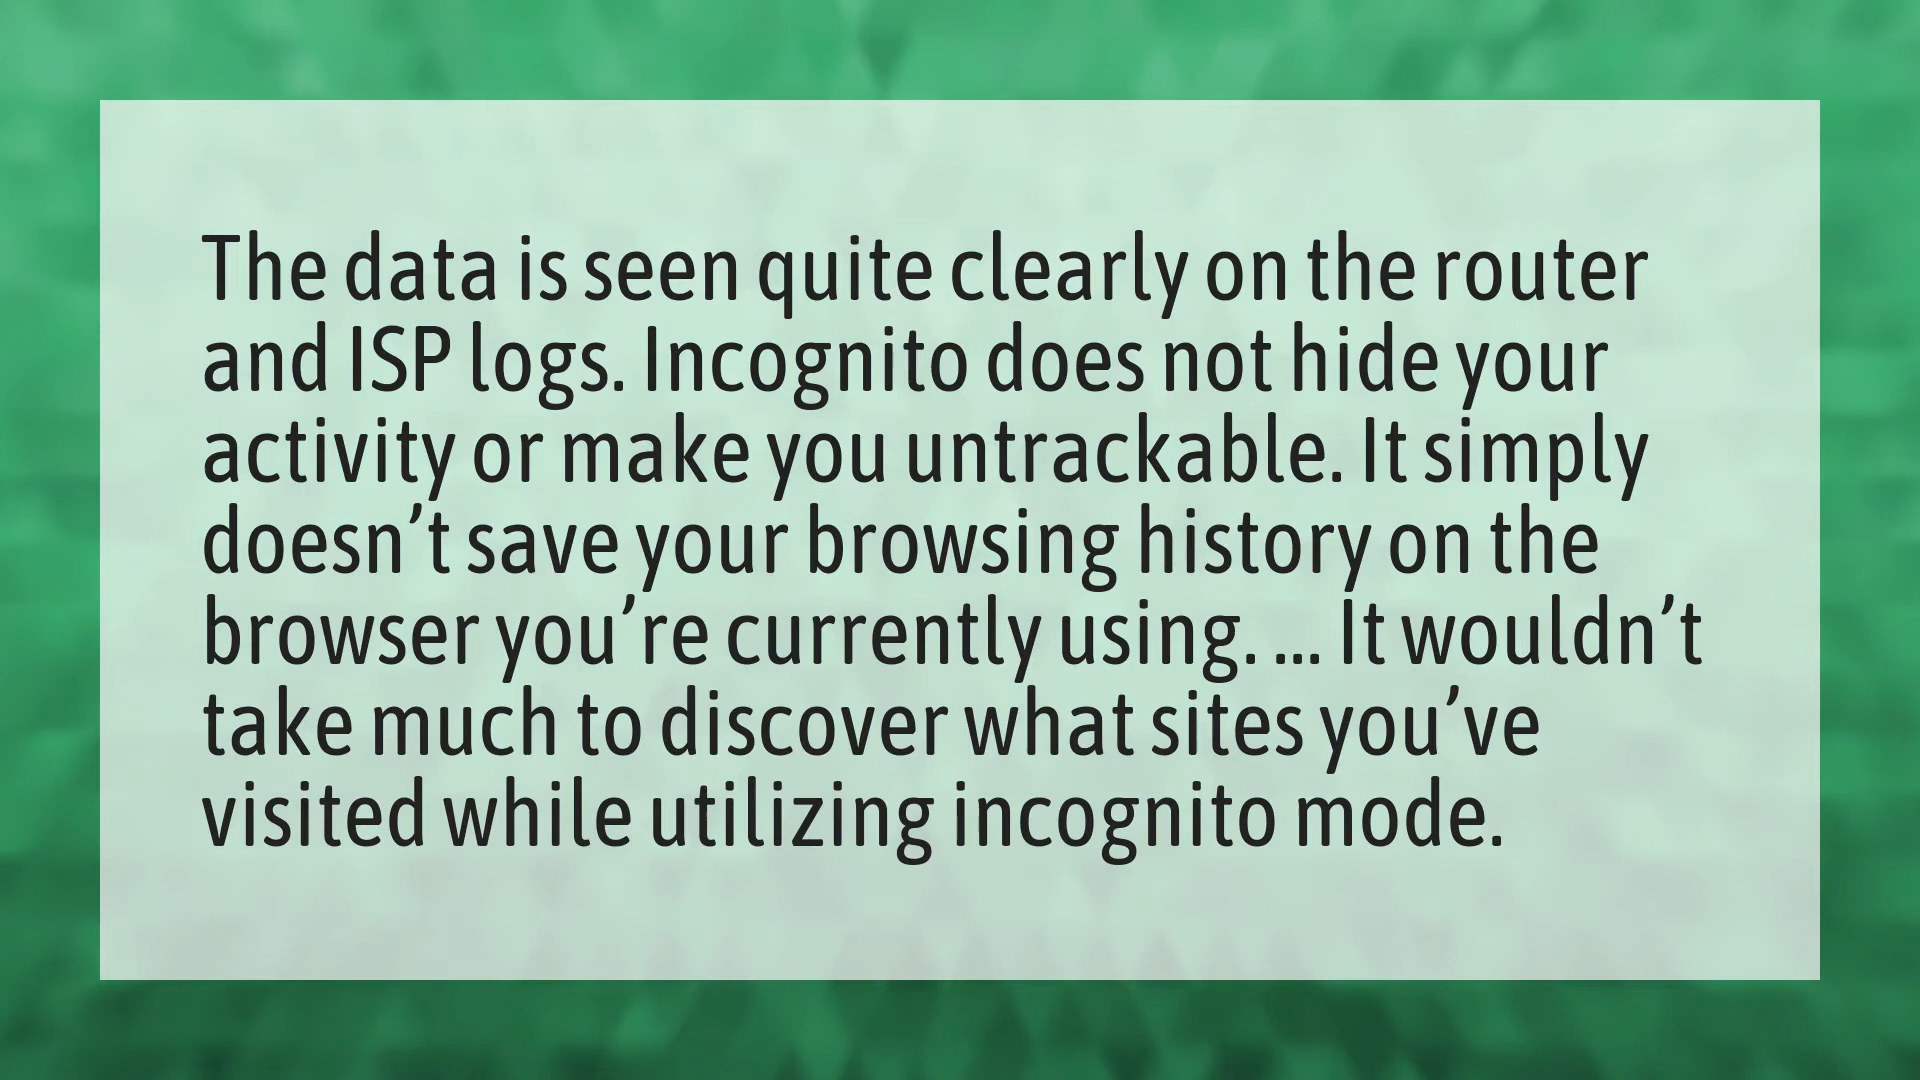 The data is seen quite clearly on the router
and ISP logs. Incognito does not hide your
activity or make you untrackable. It simply
doesn’t save your browsing history on the
browser you’re currently using. ... It wouldn’t
take much to discover what sites you’ve
visited while utilizing incognito mode.